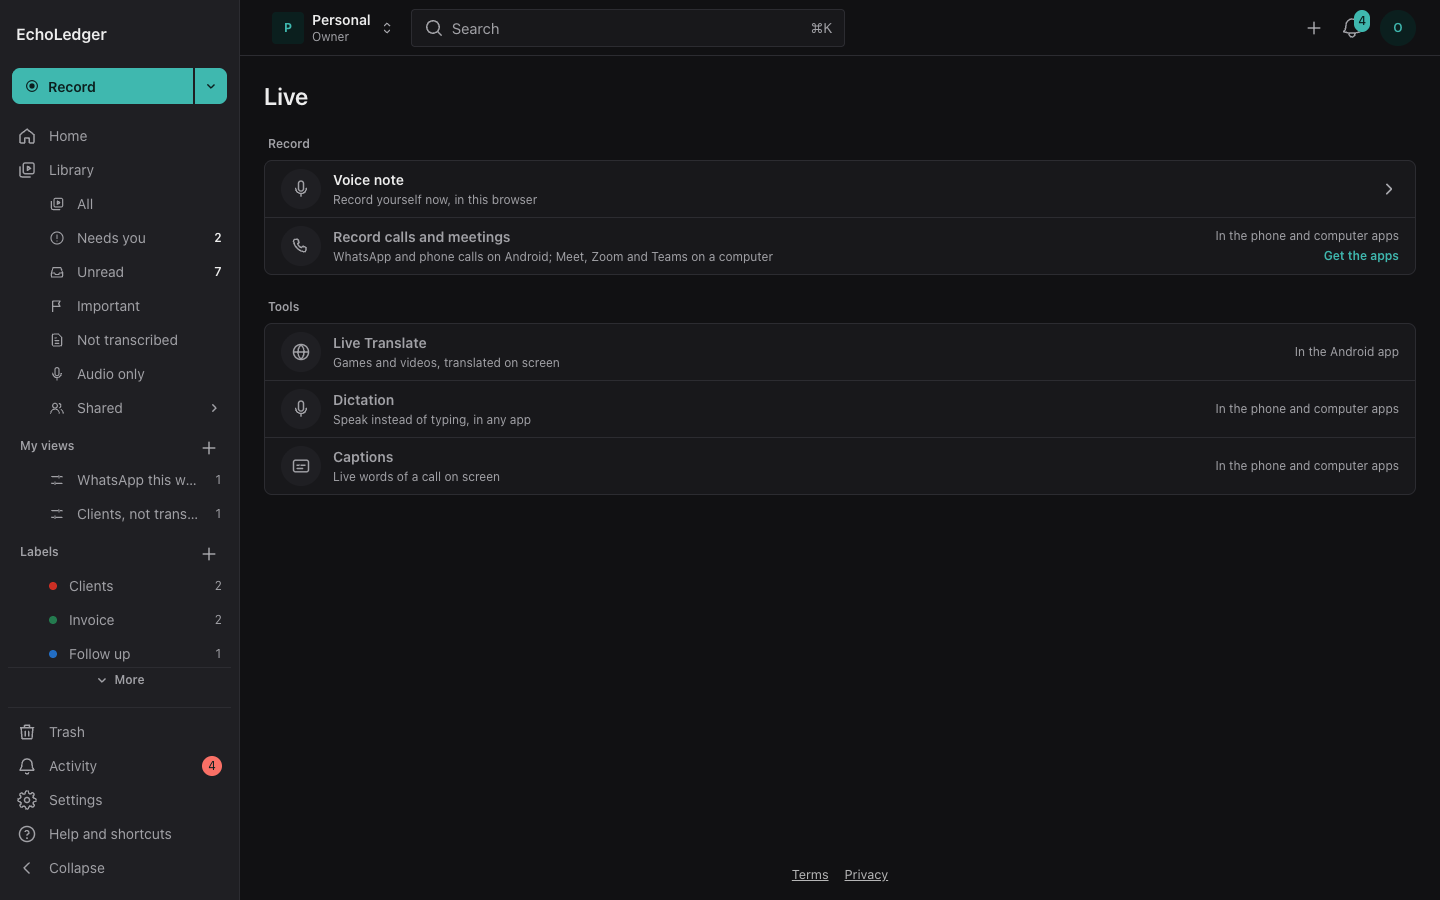 EchoLedger
Record
Home
Library
All
Needs you 2
Unread 7
Important
Not transcribed
Audio only
Shared
My views
WhatsApp this w... 1
Clients, not trans... 1
Labels
Clients 2
Invoice 2
Follow up 1
More
Trash
Activity 4
Settings
Help and shortcuts
Collapse
P
Personal
Owner
Search ⌘K
4
O
Live
Record
Voice note
Record yourself now, in this browser
Record calls and meetings
WhatsApp and phone calls on Android; Meet, Zoom and Teams on a computer
In the phone and computer apps
Get the apps
Tools
Live Translate
Games and videos, translated on screen
In the Android app
Dictation
Speak instead of typing, in any app
In the phone and computer apps
Captions
Live words of a call on screen
In the phone and computer apps
Terms Privacy